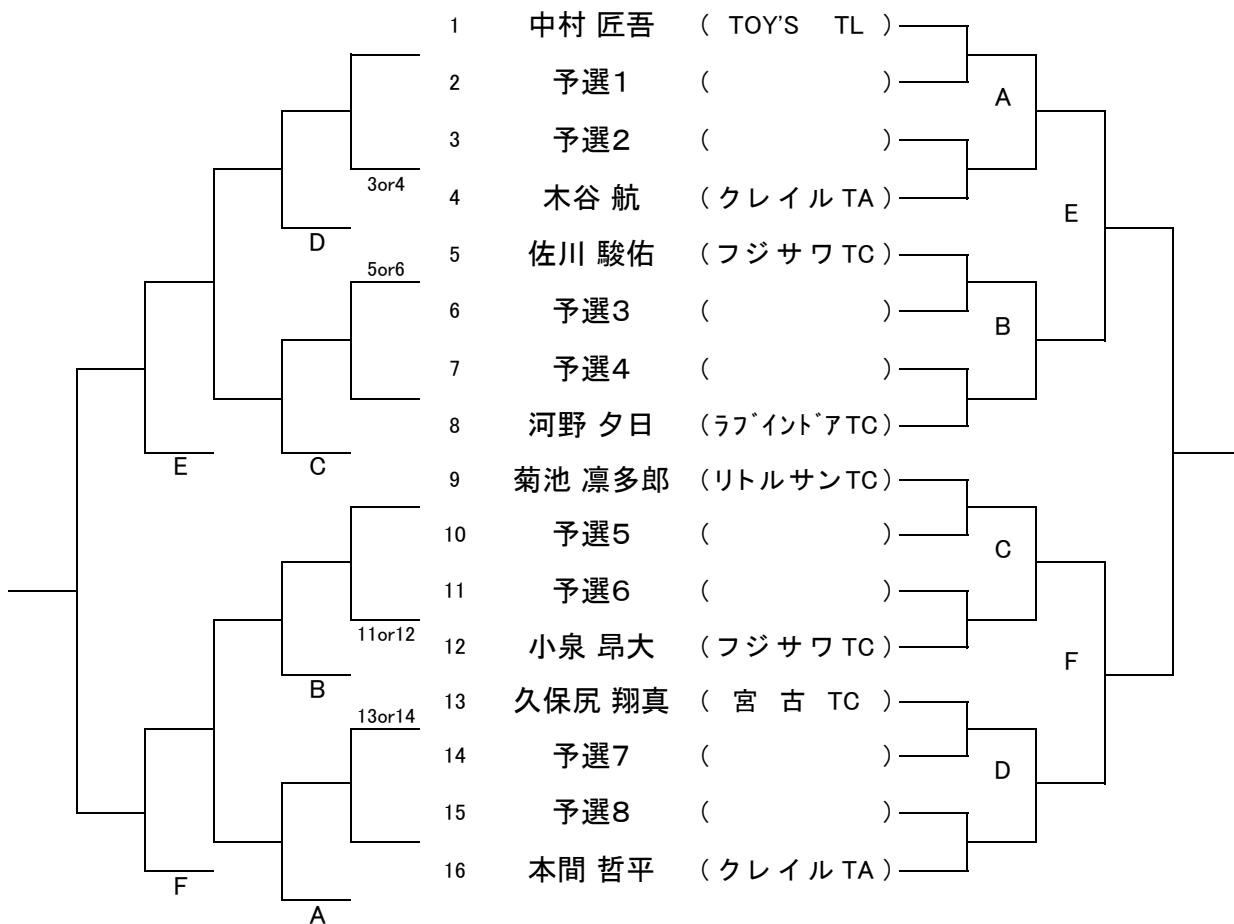 1 中村 匠吾 ( TOY'S TL )
2 予選1 ( )
A
3 予選2 ( )
3or4
4 木谷 航 ( クレイル TA )
E
D
5 佐川 駿佑 ( フジサワ TC )
5or6
6 予選3 ( )
B
7 予選4 ( )
8 河野 夕日 (ラブインドアTC)
E
C
9 菊池 凛多郎 (リトルサンTC)
10 予選5 ( )
C
11 予選6 ( )
11or12
12 小泉 昂大 ( フジサワ TC )
F
B
13 久保尻 翔真 ( 宮 古 TC )
13or14
14 予選7 ( )
D
15 予選8 ( )
16 本間 哲平 ( クレイル TA )
F
A